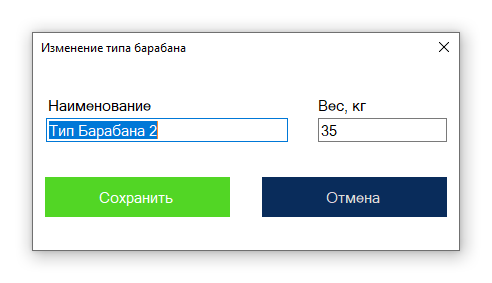 Изменение типа барабана
Наименование Вес, кг
Тип Барабана 2 35
Сохранить Отмена